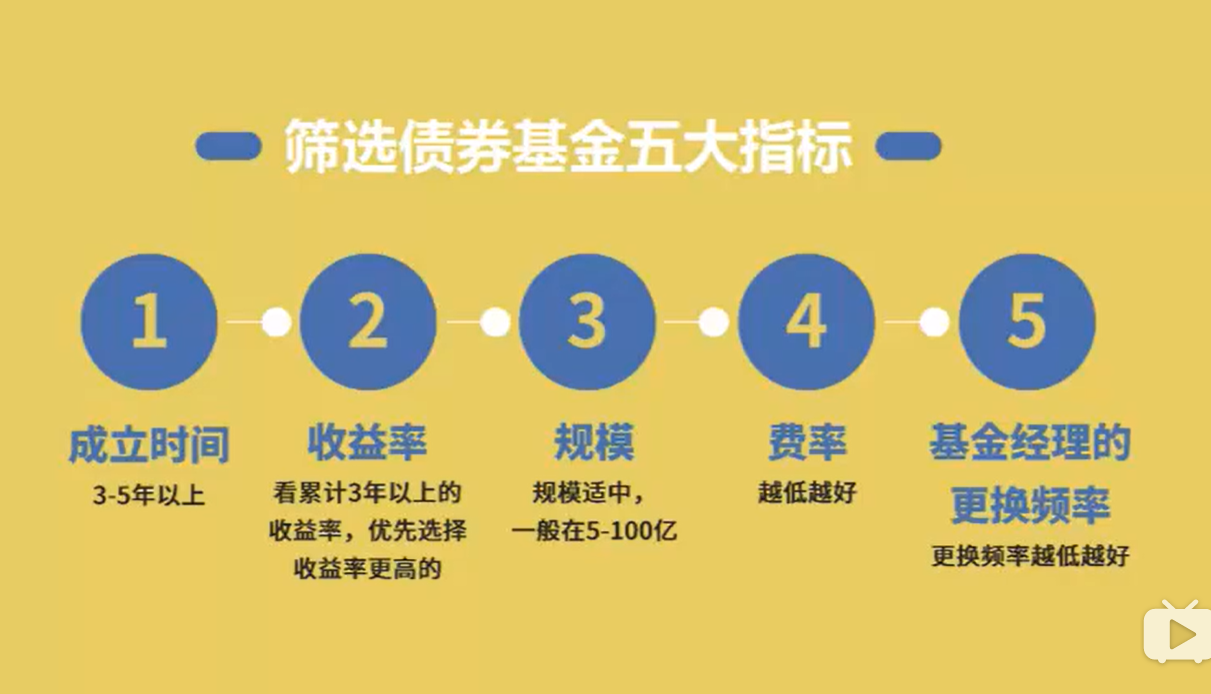 筛选债券基金五大指标
1
2
3
4
5
成立时间
3-5年以上
收益率
看累计3年以上的
收益率，优先选择
收益率更高的
规模
规模适中，
一般在5-100亿
费率
越低越好
基金经理的
更换频率
更换频率越低越好